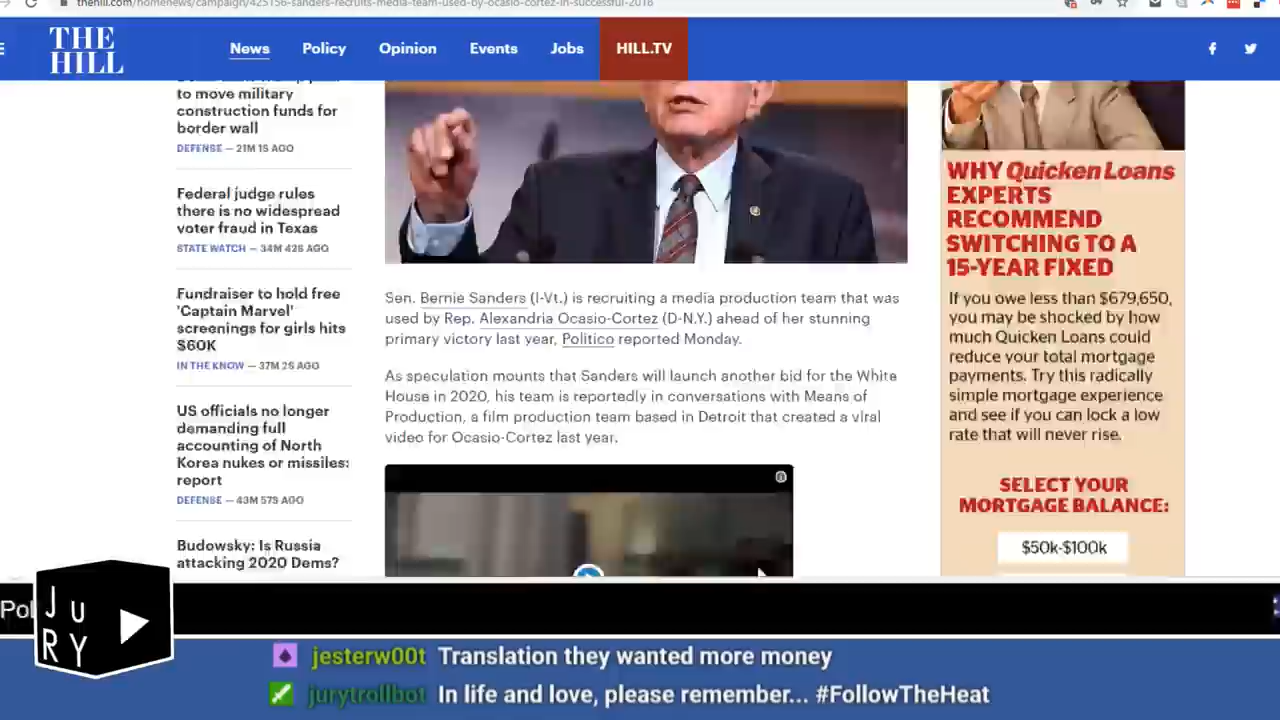 thehill.com/homenews/campaign/425156-sanders-recruits-media-team-used-by-ocasio-cortez-in-successful-2018
THE
HILL
News
Policy
Opinion
Events
Jobs
HILL.TV
to move military
construction funds for
border wall
DEFENSE — 21M 1S AGO
Federal judge rules
there is no widespread
voter fraud in Texas
STATE WATCH — 34M 42S AGO
Fundraiser to hold free
'Captain Marvel'
screenings for girls hits
$60K
IN THE KNOW — 37M 2S AGO
US officials no longer
demanding full
accounting of North
Korea nukes or missiles:
report
DEFENSE — 43M 57S AGO
Budowsky: Is Russia
attacking 2020 Dems?
Sen. Bernie Sanders (I-Vt.) is recruiting a media production team that was
used by Rep. Alexandria Ocasio-Cortez (D-N.Y.) ahead of her stunning
primary victory last year, Politico reported Monday.
As speculation mounts that Sanders will launch another bid for the White
House in 2020, his team is reportedly in conversations with Means of
Production, a film production team based in Detroit that created a viral
video for Ocasio-Cortez last year.
WHY Quicken Loans
EXPERTS
RECOMMEND
SWITCHING TO A
15-YEAR FIXED
If you owe less than $679,650,
you may be shocked by how
much Quicken Loans could
reduce your total mortgage
payments. Try this radically
simple mortgage experience
and see if you can lock a low
rate that will never rise.
SELECT YOUR
MORTGAGE BALANCE:
$50k-$100k
Pol
JU
RY
jesterw00t Translation they wanted more money
jurytrollbot In life and love, please remember... #FollowTheHeat